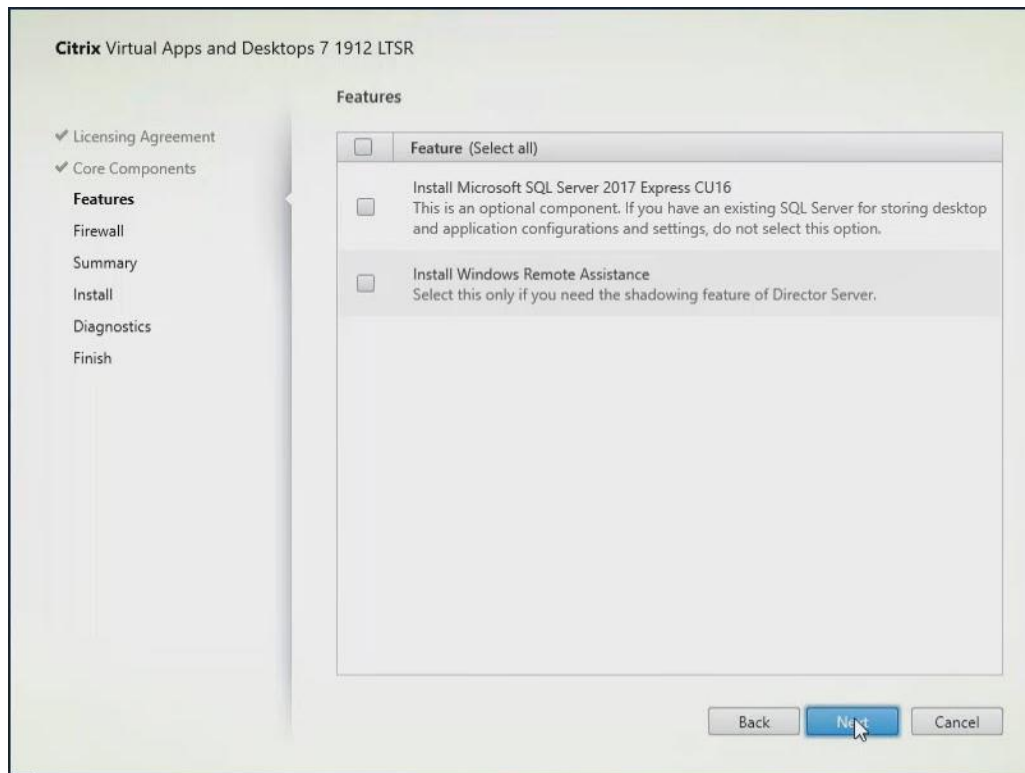 Citrix Virtual Apps and Desktops 7 1912 LTSR
Licensing Agreement
Core Components
Features
Firewall
Summary
Install
Diagnostics
Finish
Features
Feature (Select all)
Install Microsoft SQL Server 2017 Express CU16
This is an optional component. If you have an existing SQL Server for storing desktop
and application configurations and settings, do not select this option.
Install Windows Remote Assistance
Select this only if you need the shadowing feature of Director Server.
Back
Next
Cancel